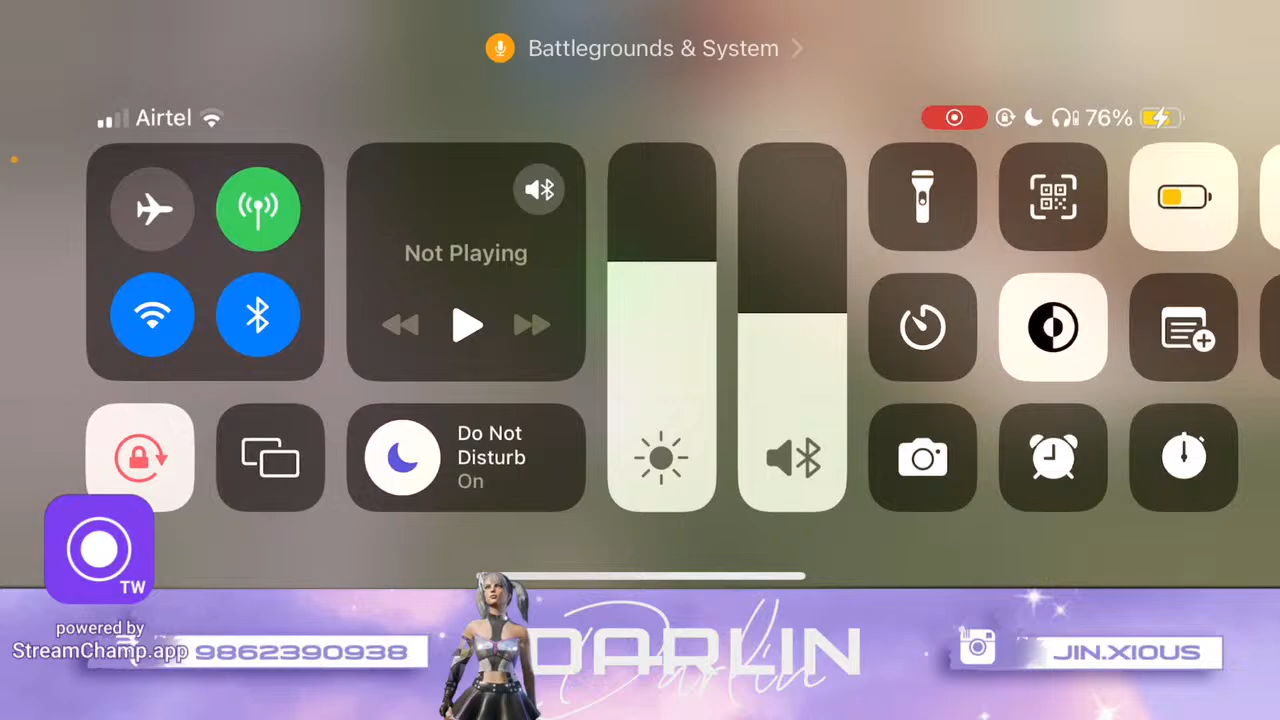 Battlegrounds & System
Airtel
76%
Not Playing
Do Not
Disturb
On
TW
powered by
StreamChamp.app
9862390938
DARLIN
Darlin
JIN.XIOUS